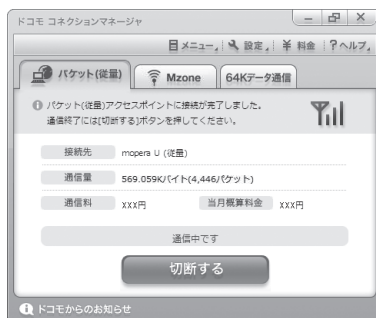 ドコモ コネクションマネージャ
メニュー 設定 料金 ?ヘルプ
パケット(従量) Mzone 64Kデータ通信
パケット(従量)アクセスポイントに接続が完了しました。
通信終了には[切断する]ボタンを押してください。
接続先 mopera U (従量)
通信量 569.059Kバイト(4,446パケット)
通信料 xxx円 当月概算料金 xxx円
通信中です
切断する
ドコモからのお知らせ